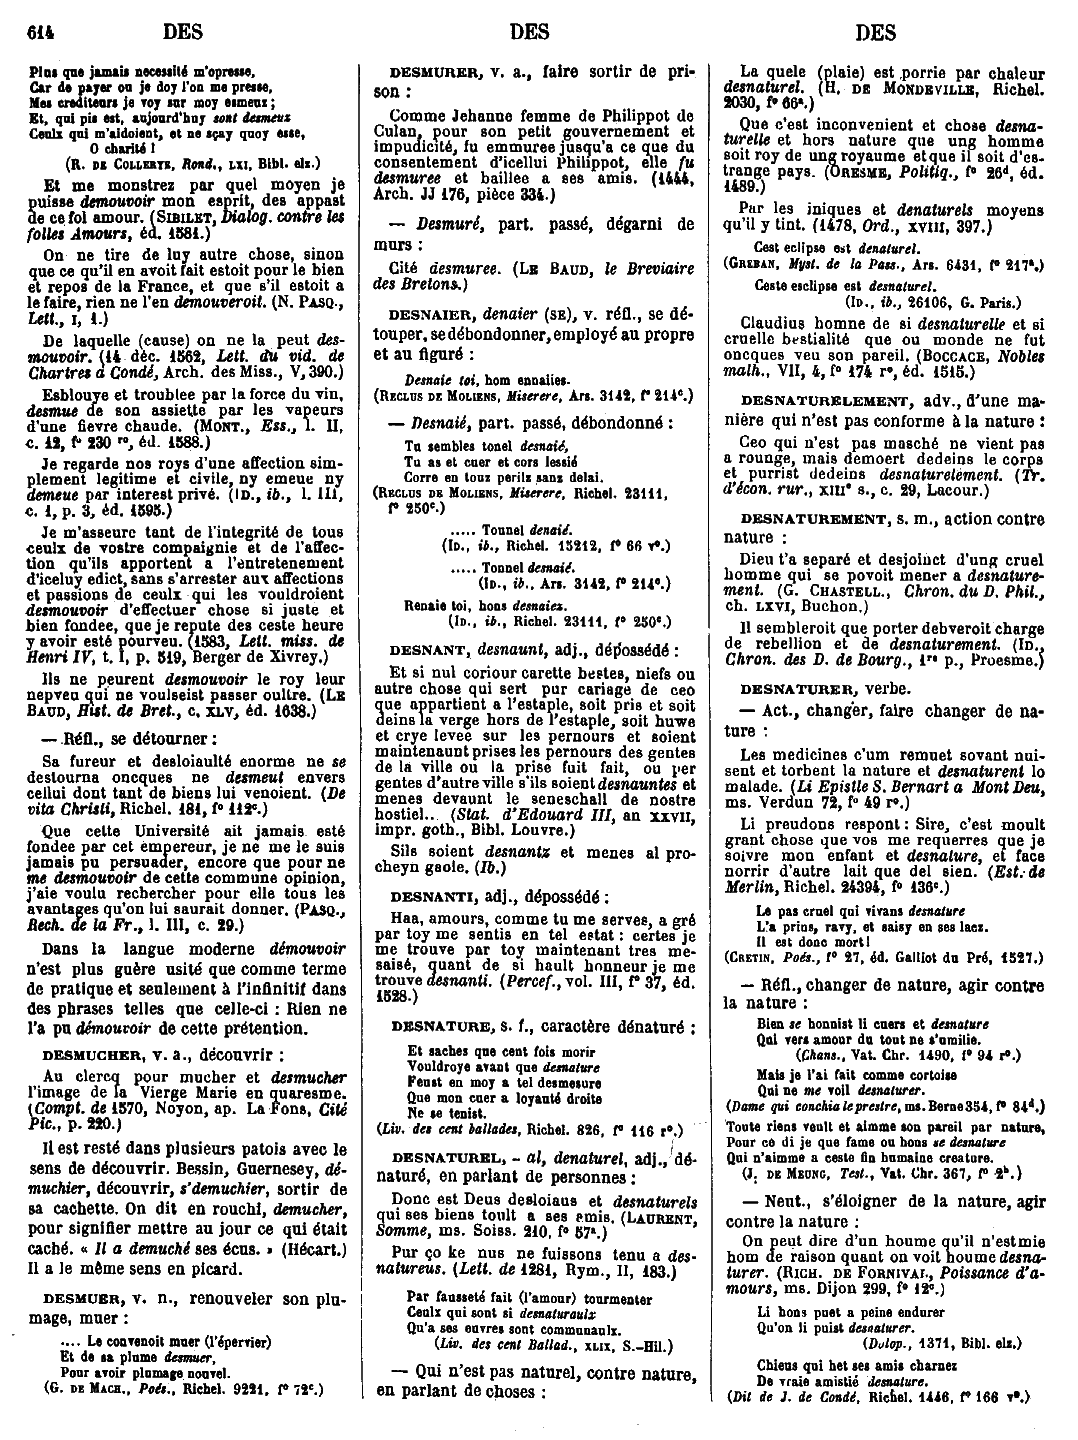 614 DES DES DES
Plus que jamais necessité m'opresse,
Car de payer ou je doy l'on me presse,
Mes crediteurs je voy sur moy esmeus ;
Et, qui pis est, aujourd'huy sont desmeus
Ceulx qui m'aidoient, et ne sçay quoy esse,
O charité !
(R. DE COLLERYE, Rond., LXI, Bibl. elz.)
Et me monstrez par quel moyen je
puisse demouvoir mon esprit, des appast
de ce fol amour. (SIBILET, Dialog. contre les
folles Amours, éd. 1581.)
On ne tire de luy autre chose, sinon
que ce qu'il en avoit fait estoit pour le bien
et repos de la France, et que s'il estoit a
le faire, rien ne l'en demouveroit. (N. PASQ.,
Lett., I, 1.)
De laquelle (cause) on ne la peut des-
mouvoir. (14 déc. 1562, Lett. du vid. de
Chartres a Condé, Arch. des Miss., V, 390.)
Esblouye et troublee par la force du vin,
desmue de son assiette par les vapeurs
d'une fievre chaude. (MONT., Ess., l. II,
c. 12, f° 230 r°, éd. 1588.)
Je regarde nos roys d'une affection sim-
plement legitime et civile, ny emeue ny
demeue par interest privé. (ID., ib., l. III,
c. 1, p. 3, éd. 1595.)
Je m'asseure tant de l'integrité de tous
ceulx de vostre compaignie et de l'affec-
tion qu'ils apportent a l'entretenement
d'iceluy edict, sans s'arrester aux affections
et passions de ceulx qui les vouldroient
desmouvoir d'effectuer chose si juste et
bien fondee, que je repute des ceste heure
y avoir esté pourveu. (1583, Lett. miss. de
Henri IV, t. I, p. 519, Berger de Xivrey.)
Ils ne peurent desmouvoir le roy leur
nepveu qui ne voulseist passer oultre. (LE
BAUD, Hist. de Bret., c. XLV, éd. 1638.)
— Réfl., se détourner :
Sa fureur et desloiaulté enorme ne se
destourna oncques ne desmeut envers
cellui dont tant de biens lui venoient. (De
vita Christi, Richel. 181, f° 112ᶜ.)
Que cette Université ait jamais esté
fondee par cet empereur, je ne me le suis
jamais pu persuader, encore que pour ne
me desmouvoir de cette commune opinion,
j'aie voulu rechercher pour elle tous les
avantages qu'on lui saurait donner. (PASQ.,
Rech. de la Fr., l. III, c. 29.)
Dans la langue moderne démouvoir
n'est plus guère usité que comme terme
de pratique et seulement à l'infinitif dans
des phrases telles que celle-ci : Rien ne
l'a pu démouvoir de cette prétention.
DESMUCHER, v. a., découvrir :
Au clercq pour mucher et desmucher
l'image de la Vierge Marie en quaresme.
(Compt. de 1570, Noyon, ap. La Fons, Cité
Pic., p. 220.)
Il est resté dans plusieurs patois avec le
sens de découvrir. Bessin, Guernesey, dé-
muchier, découvrir, s'demuchier, sortir de
sa cachette. On dit en rouchi, demucher,
pour signifier mettre au jour ce qui était
caché. « Il a demuché ses écus. » (Hécart.)
Il a le même sens en picard.
DESMUER, v. n., renouveler son plu-
mage, muer :
.... Le convenoit muer (l'épervier)
Et de sa plume desmuer,
Pour avoir plumage nouvel.
(G. DE MACH., Poés., Richel. 9221, f° 72ᶜ.)
DESMURER, v. a., faire sortir de pri-
son :
Comme Jehanne femme de Philippot de
Culan, pour son petit gouvernement et
impudicité, fu emmuree jusqu'a ce que du
consentement d'icellui Philippot, elle fu
desmuree et baillee a ses amis. (1444,
Arch. JJ 176, pièce 334.)
— Desmuré, part. passé, dégarni de
murs :
Cité desmuree. (LE BAUD, le Breviaire
des Bretons.)
DESNAIER, denaier (SE), v. réfl., se dé-
touper, se débondonner, employé au propre
et au figuré :
Desnaie toi, hom ennaiies.
(RECLUS DE MOLIENS, Miserere, Ars. 3142, f° 214ᶜ.)
— Desnaié, part. passé, débondonné :
Tu sembles tonel desnaié,
Tu as et cuer et cors lessié
Corre en touz perilz sanz delai.
(RECLUS DE MOLIENS, Miserere, Richel. 23111,
f° 250ᶜ.)
..... Tonnel denaié.
(ID., ib., Richel. 15212, f° 66 v°.)
..... Tonnel desnaié.
(ID., ib., Ars. 3142, f° 214ᶜ.)
Renaie toi, hons desnaiez.
(ID., ib., Richel. 23111, f° 250ᶜ.)
DESNANT, desnaunt, adj., dépossédé :
Et si nul coriour carette bestes, niefs ou
autre chose qui sert pur cariage de ceo
que appartient a l'estaple, soit pris et soit
deins la verge hors de l'estaple, soit huwe
et crye levee sur les pernours et soient
maintenaunt prises les pernours des gentes
de la ville ou la prise fuit fait, ou per
gentes d'autre ville s'ils soient desnauntes et
menes devaunt le seneschall de nostre
hostiel... (Stat. d'Edouard III, an XXVII,
impr. goth., Bibl. Louvre.)
Sils soient desnantz et menes al pro-
cheyn gaole. (Ib.)
DESNANTI, adj., dépossédé :
Haa, amours, comme tu me serves, a gré
par toy me sentis en tel estat : certes je
me trouve par toy maintenant tres me-
saisé, quant de si hault honneur je me
trouve desnanti. (Percef., vol. III, f° 37, éd.
1528.)
DESNATURE, s. f., caractère dénaturé :
Et saches que cent fois morir
Vouldroye avant que desnature
Feust en moy a tel desmesure
Que mon cuer a loyauté droite
Ne se tenist.
(Liv. des cent ballades, Richel. 826, f° 116 r°.)
DESNATUREL, - al, denaturel, adj., dé-
naturé, en parlant de personnes :
Donc est Deus desloiaus et desnaturels
qui ses biens toult a ses amis. (LAURENT,
Somme, ms. Soiss. 210, f° 57ᵃ.)
Pur ço ke nus ne fuissons tenu a des-
natureus. (Lett. de 1281, Rym., II, 183.)
Par fausseté fait (l'amour) tourmenter
Ceulx qui sont si desnaturaulx
Qu'a ses euvres sont communaulx.
(Liv. des cent Ballad., XLIX, S.-Hil.)
— Qui n'est pas naturel, contre nature,
en parlant de choses :
La quele (plaie) est porrie par chaleur
desnaturel. (H. DE MONDEVILLE, Richel.
2030, f° 66ᵃ.)
Que c'est inconvenient et chose desna-
turelle et hors nature que ung homme
soit roy de ung royaume et que il soit d'es-
trange pays. (ORESME, Politiq., f° 26ᵈ, éd.
1489.)
Par les iniques et denaturels moyens
qu'il y tint. (1478, Ord., XVIII, 397.)
Cest eclipse est denaturel.
(GREBAN, Myst. de la Pass., Ars. 6431, f° 217ᵃ.)
Ceste esclipse est desnaturel.
(ID., ib., 26106, G. Paris.)
Claudius homne de si desnaturelle et si
cruelle bestialité que ou monde ne fut
oncques veu son pareil. (BOCCACE, Nobles
malh., VII, 4, f° 174 r°, éd. 1515.)
DESNATURELEMENT, adv., d'une ma-
nière qui n'est pas conforme à la nature :
Ceo qui n'est pas masché ne vient pas
a rounge, mais demoert dedeins le corps
et purrist dedeins desnaturelement. (Tr.
d'écon. rur., XIIIᵉ s., c. 29, Lacour.)
DESNATUREMENT, s. m., action contre
nature :
Dieu t'a separé et desjoinct d'ung cruel
homme qui se povoit mener a desnature-
ment. (G. CHASTELL., Chron. du D. Phil.,
ch. LXVI, Buchon.)
Il sembleroit que porter debveroit charge
de rebellion et de desnaturement. (ID.,
Chron. des D. de Bourg., 1ʳᵉ p., Proesme.)
DESNATURER, verbe.
— Act., changer, faire changer de na-
ture :
Les medicines c'um remuet sovant nui-
sent et torbent la nature et desnaturent lo
malade. (Li Epistle S. Bernart a Mont Deu,
ms. Verdun 72, f° 49 r°.)
Li preudons respont : Sire, c'est moult
grant chose que vos me requerres que je
soivre mon enfant et desnature, et face
norrir d'autre lait que del sien. (Est. de
Merlin, Richel. 24394, f° 136ᶜ.)
Le pas cruel qui vivans desnature
L'a prins, ravy, et saisy en ses lacz.
Il est donc mort !
(CRETIN, Poés., f° 27, éd. Galliot du Pré, 1527.)
— Réfl., changer de nature, agir contre
la nature :
Bien se honnist li cuers et desnature
Qui vers amour du tout ne s'umilie.
(Chans., Vat. Chr. 1490, f° 94 r°.)
Mais je l'ai fait comme cortoise
Qui ne me voil desnaturer.
(Dame qui conchia le prestre, ms. Berne 354, f° 84ᵈ.)
Toute riens veult et aimme son pareil par nature,
Pour ce di je que fame ou hons se desnature
Qui n'aimme a ceste fin humaine creature.
(J. DE MEUNG, Test., Vat. Chr. 367, f° 2ᵇ.)
— Neut., s'éloigner de la nature, agir
contre la nature :
On peut dire d'un houme qu'il n'est mie
hom de raison quant on voit houme desna-
turer. (RICH. DE FORNIVAL, Poissance d'a-
mours, ms. Dijon 299, f° 12ᶜ.)
Li hons puet a peine endurer
Qu'on li puist desnaturer.
(Dolop., 1371, Bibl. elz.)
Chiens qui het ses amis charnez
De vraie amistié desnature.
(Dit de J. de Condé, Richel. 1446, f° 166 v°.)